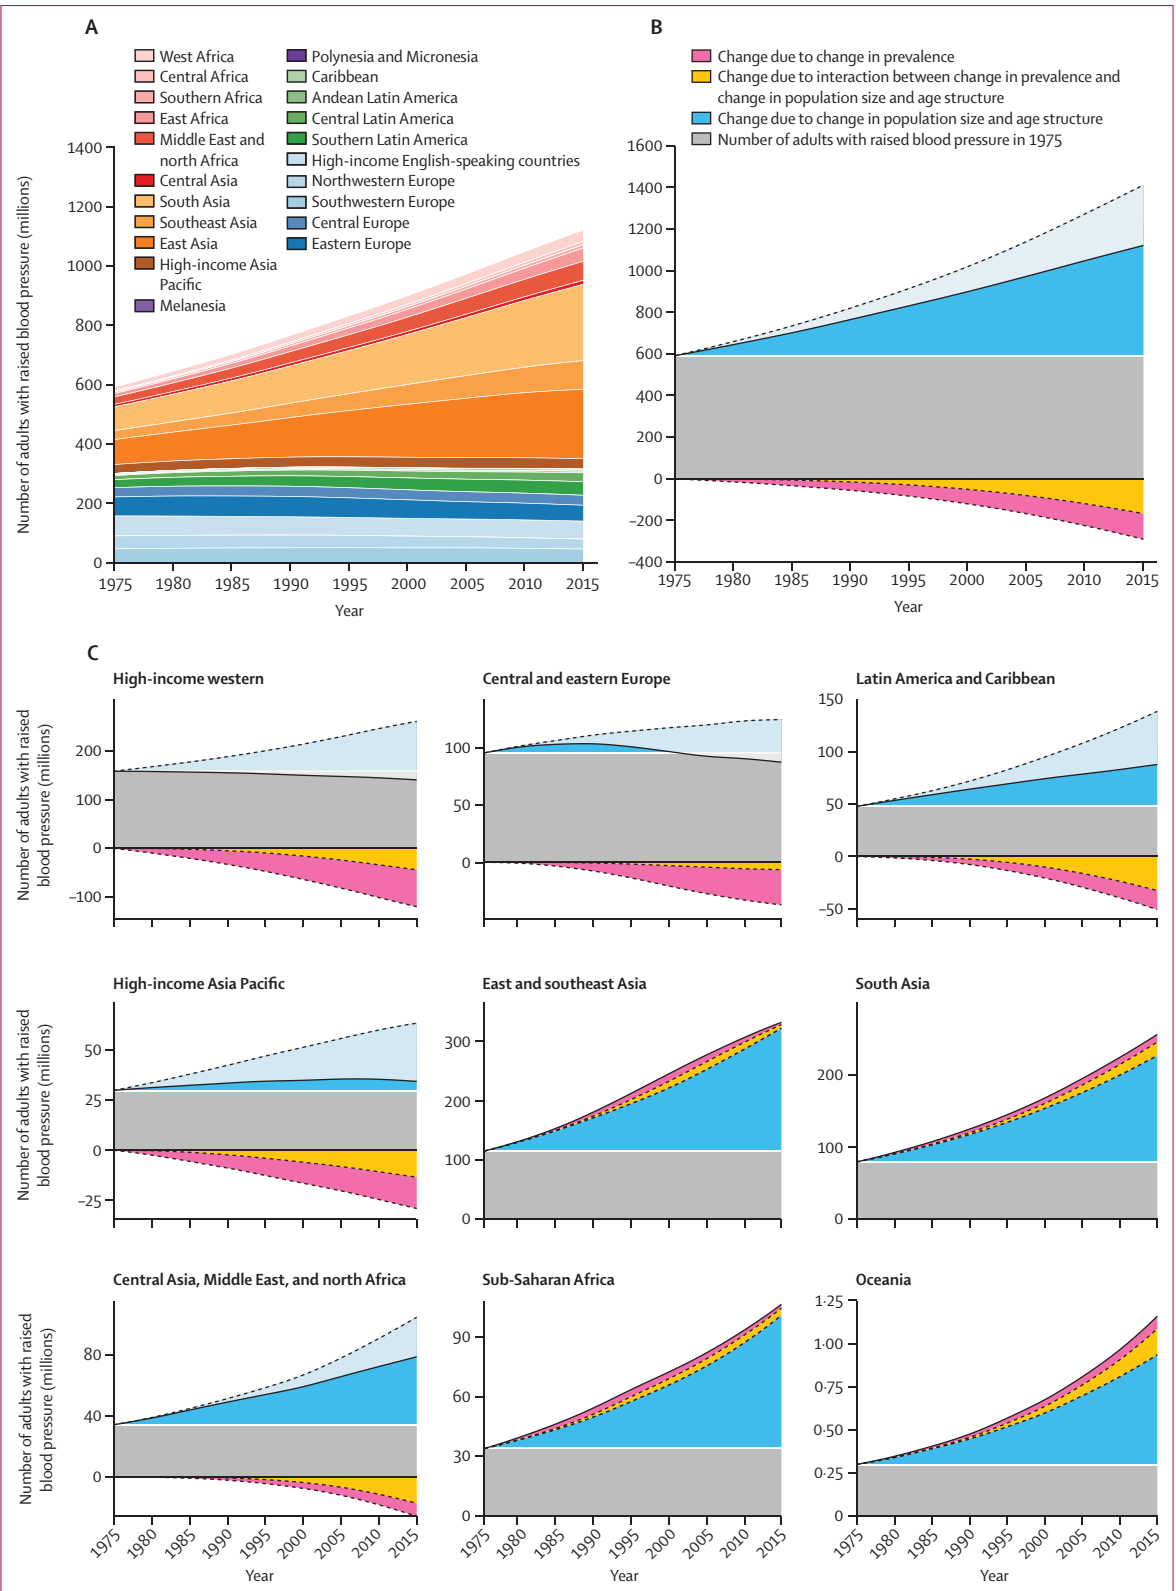 A
West Africa
Central Africa
Southern Africa
East Africa
Middle East and
north Africa
Central Asia
South Asia
Southeast Asia
East Asia
High-income Asia
Pacific
Melanesia
Polynesia and Micronesia
Caribbean
Andean Latin America
Central Latin America
Southern Latin America
High-income English-speaking countries
Northwestern Europe
Southwestern Europe
Central Europe
Eastern Europe
Number of adults with raised blood pressure (millions)
1400
1200
1000
800
600
400
200
0
1975 1980 1985 1990 1995 2000 2005 2010 2015
Year
B
Change due to change in prevalence
Change due to interaction between change in prevalence and
change in population size and age structure
Change due to change in population size and age structure
Number of adults with raised blood pressure in 1975
1600
1400
1200
1000
800
600
400
200
0
–200
–400
1975 1980 1985 1990 1995 2000 2005 2010 2015
Year
C
High-income western
Number of adults with raised
blood pressure (millions)
200
100
0
–100
Central and eastern Europe
100
50
0
Latin America and Caribbean
150
100
50
0
–50
High-income Asia Pacific
Number of adults with raised
blood pressure (millions)
50
25
0
–25
East and southeast Asia
300
200
100
0
South Asia
200
100
0
Central Asia, Middle East, and north Africa
Number of adults with raised
blood pressure (millions)
80
40
0
1975 1980 1985 1990 1995 2000 2005 2010 2015
Year
Sub-Saharan Africa
90
60
30
0
1975 1980 1985 1990 1995 2000 2005 2010 2015
Year
Oceania
1·25
1·00
0·75
0·50
0·25
0
1975 1980 1985 1990 1995 2000 2005 2010 2015
Year